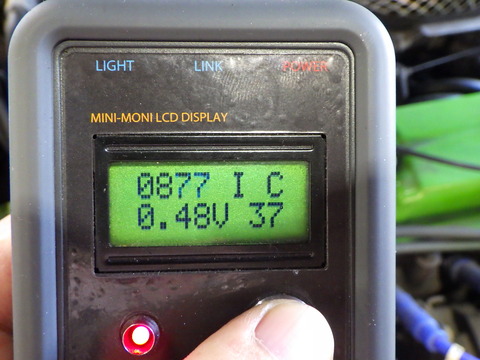 LIGHT LINK POWER
MINI-MONI LCD DISPLAY
0877 I C
0.48V 37